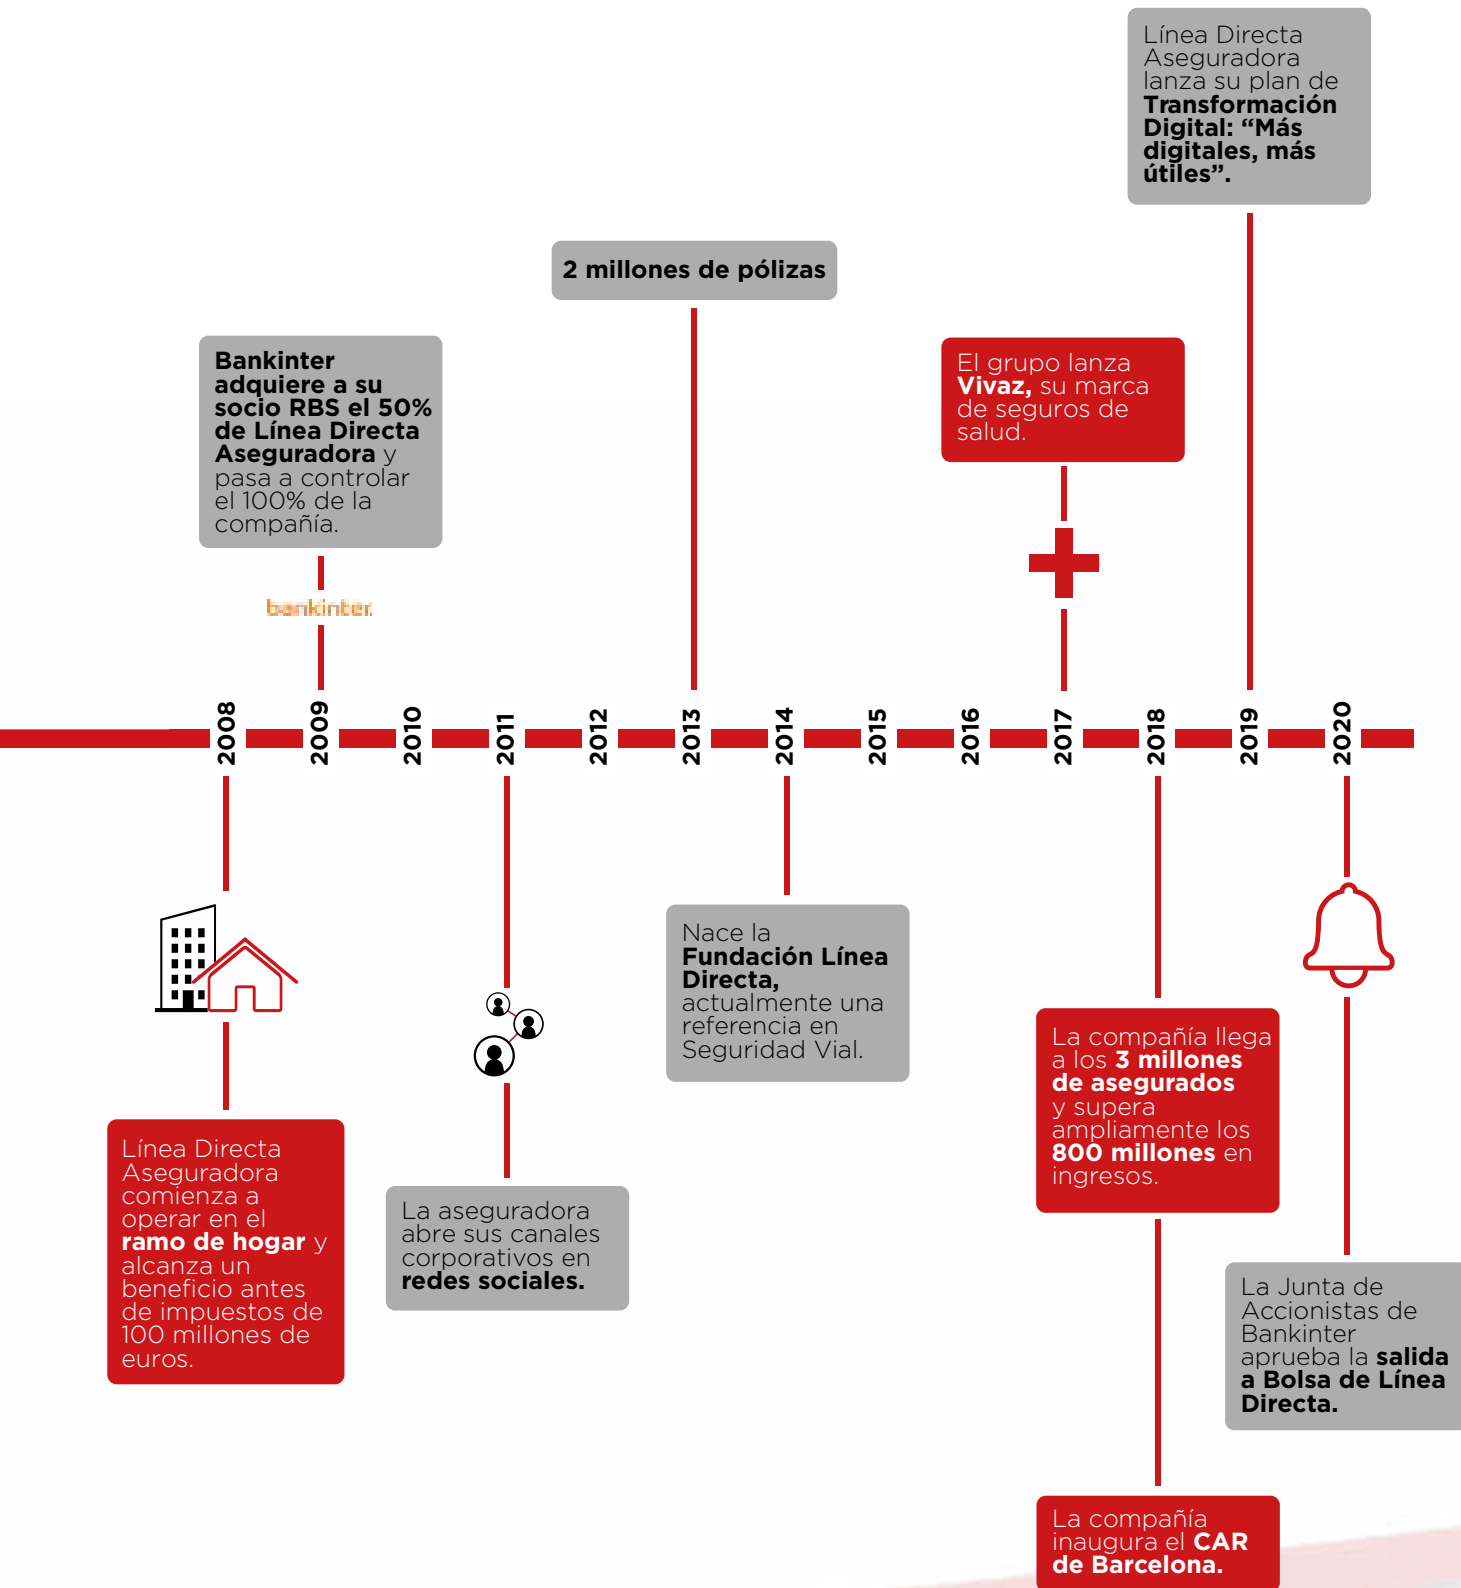 Línea Directa
Aseguradora
lanza su plan de
Transformación
Digital: “Más
digitales, más
útiles”.
2 millones de pólizas
Bankinter
adquiere a su
socio RBS el 50%
de Línea Directa
Aseguradora y
pasa a controlar
el 100% de la
compañía.
El grupo lanza
Vivaz, su marca
de seguros de
salud.
bankinter.
2008
2009
2010
2011
2012
2013
2014
2015
2016
2017
2018
2019
2020
Nace la
Fundación Línea
Directa,
actualmente una
referencia en
Seguridad Vial.
La compañía llega
a los 3 millones
de asegurados
y supera
ampliamente los
800 millones en
ingresos.
Línea Directa
Aseguradora
comienza a
operar en el
ramo de hogar y
alcanza un
beneficio antes
de impuestos de
100 millones de
euros.
La aseguradora
abre sus canales
corporativos en
redes sociales.
La Junta de
Accionistas de
Bankinter
aprueba la salida
a Bolsa de Línea
Directa.
La compañía
inaugura el CAR
de Barcelona.